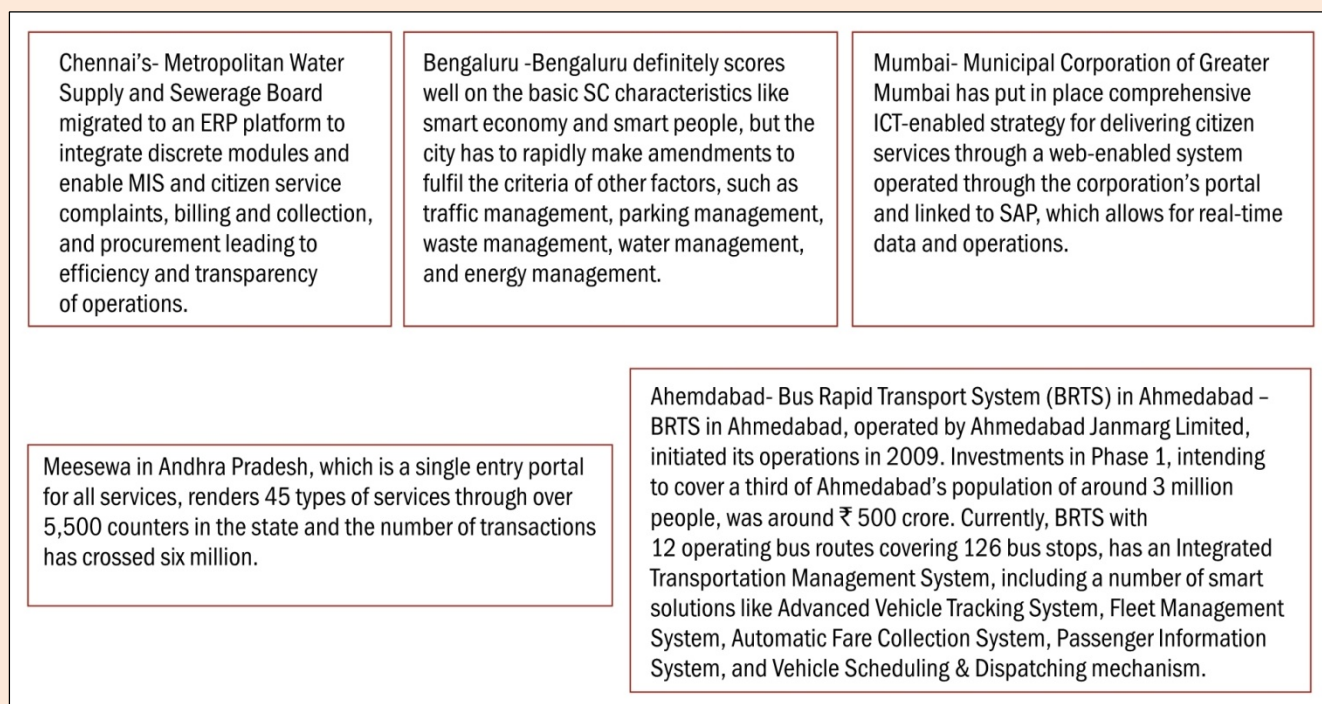 Chennai's- Metropolitan Water
Supply and Sewerage Board
migrated to an ERP platform to
integrate discrete modules and
enable MIS and citizen service
complaints, billing and collection,
and procurement leading to
efficiency and transparency
of operations.
Bengaluru -Bengaluru definitely scores
well on the basic SC characteristics like
smart economy and smart people, but the
city has to rapidly make amendments to
fulfil the criteria of other factors, such as
traffic management, parking management,
waste management, water management,
and energy management.
Mumbai- Municipal Corporation of Greater
Mumbai has put in place comprehensive
ICT-enabled strategy for delivering citizen
services through a web-enabled system
operated through the corporation's portal
and linked to SAP, which allows for real-time
data and operations.
Meesewa in Andhra Pradesh, which is a single entry portal
for all services, renders 45 types of services through over
5,500 counters in the state and the number of transactions
has crossed six million.
Ahemdabad- Bus Rapid Transport System (BRTS) in Ahmedabad –
BRTS in Ahmedabad, operated by Ahmedabad Janmarg Limited,
initiated its operations in 2009. Investments in Phase 1, intending
to cover a third of Ahmedabad's population of around 3 million
people, was around ₹ 500 crore. Currently, BRTS with
12 operating bus routes covering 126 bus stops, has an Integrated
Transportation Management System, including a number of smart
solutions like Advanced Vehicle Tracking System, Fleet Management
System, Automatic Fare Collection System, Passenger Information
System, and Vehicle Scheduling & Dispatching mechanism.